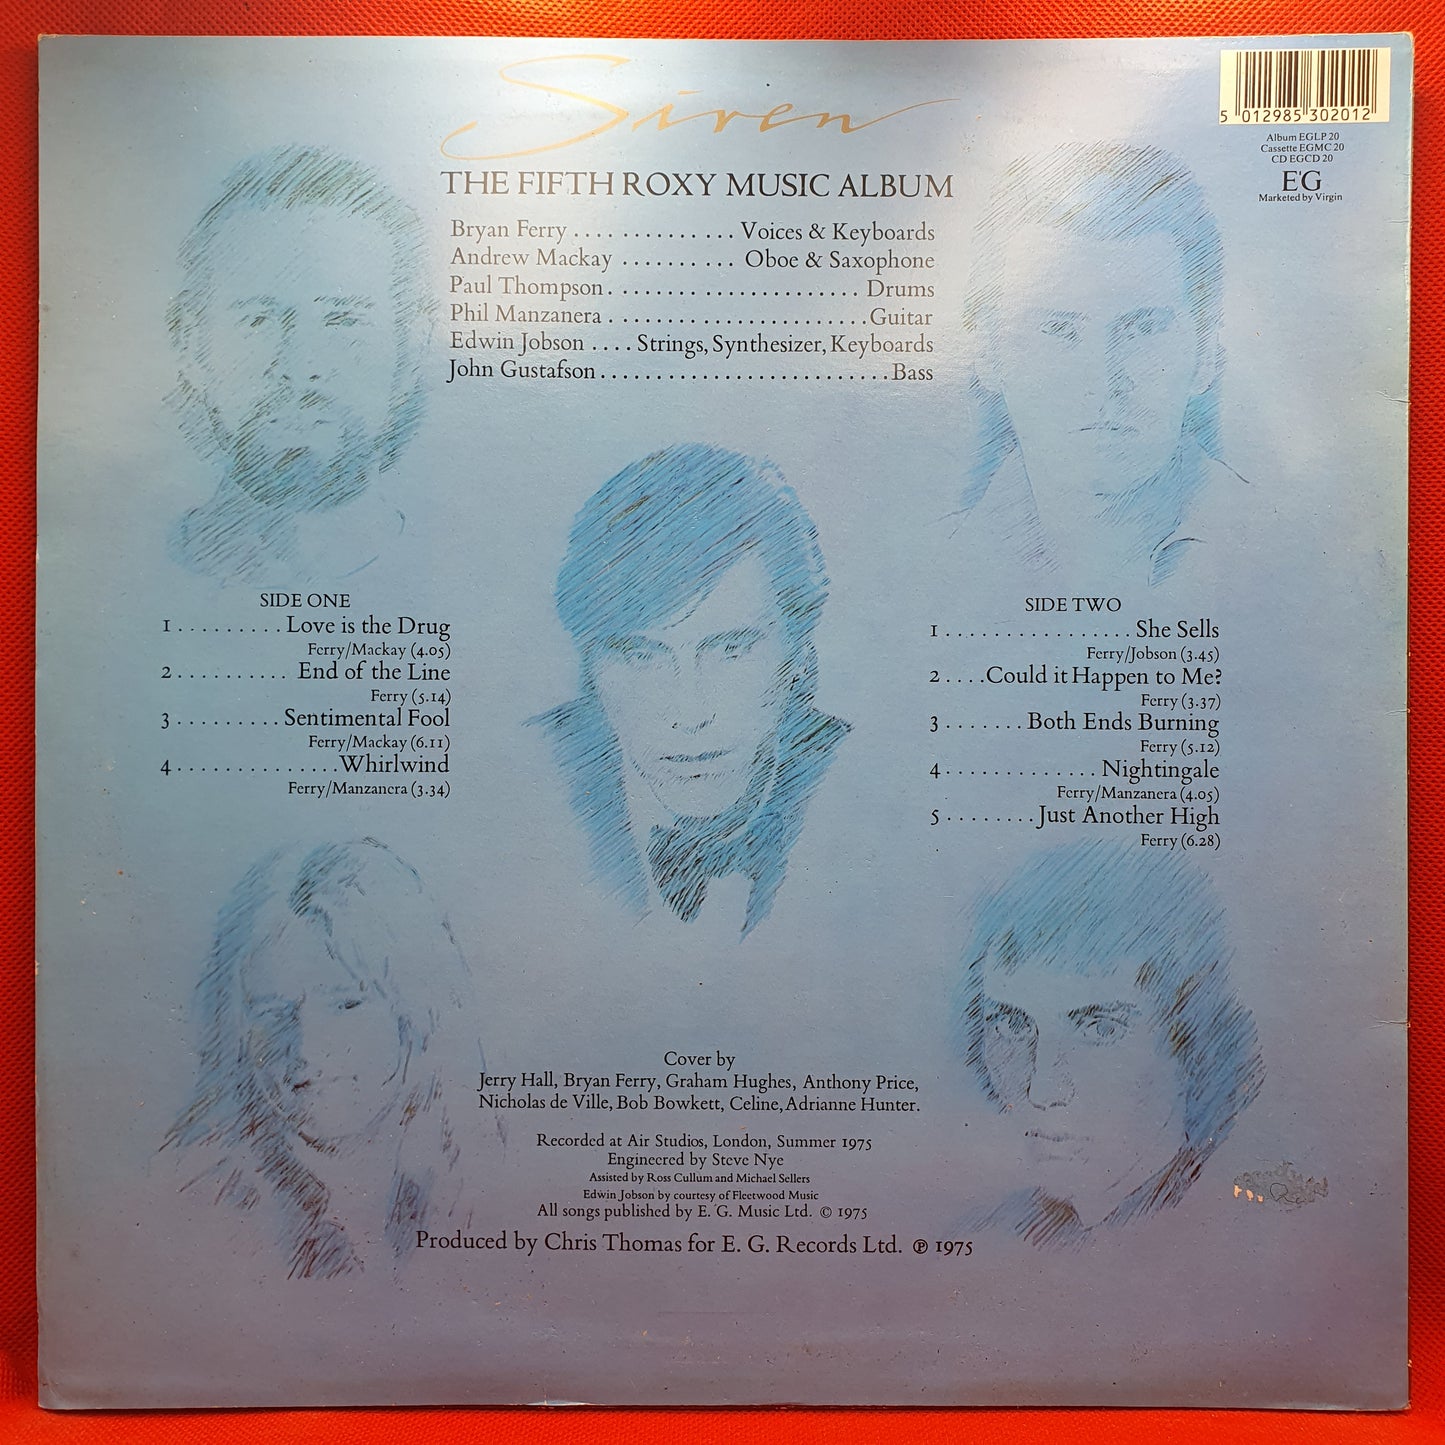 Siren
5 012985 302012
Album EGLP 20
Cassette EGMC 20
CD EGCD 20
E'G
Marketed by Virgin
THE FIFTH ROXY MUSIC ALBUM
Bryan Ferry .............. Voices & Keyboards
Andrew Mackay .......... Oboe & Saxophone
Paul Thompson...................... Drums
Phil Manzanera .......................Guitar
Edwin Jobson .... Strings, Synthesizer, Keyboards
John Gustafson..........................Bass
SIDE ONE
1 ......... Love is the Drug
Ferry/Mackay (4.05)
2 .......... End of the Line
Ferry (5.14)
3 ......... Sentimental Fool
Ferry/Mackay (6.11)
4 ..............Whirlwind
Ferry/Manzanera (3.34)
SIDE TWO
1 ................ She Sells
Ferry/Jobson (3.45)
2 ....Could it Happen to Me?
Ferry (3.37)
3 ....... Both Ends Burning
Ferry (5.12)
4 ............. Nightingale
Ferry/Manzanera (4.05)
5 ........Just Another High
Ferry (6.28)
Cover by
Jerry Hall, Bryan Ferry, Graham Hughes, Anthony Price,
Nicholas de Ville, Bob Bowkett, Celine, Adrianne Hunter.
Recorded at Air Studios, London, Summer 1975
Engineered by Steve Nye
Assisted by Ross Cullum and Michael Sellers
Edwin Jobson by courtesy of Fleetwood Music
All songs published by E. G. Music Ltd. © 1975
Produced by Chris Thomas for E. G. Records Ltd. ℗ 1975